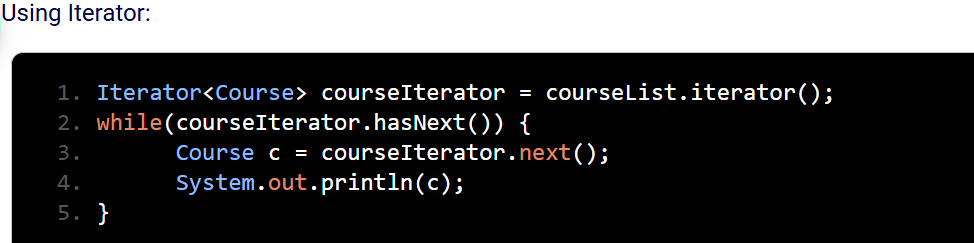 Using Iterator:
1. Iterator<Course> courseIterator = courseList.iterator();
2. while(courseIterator.hasNext()) {
3.       Course c = courseIterator.next();
4.       System.out.println(c);
5. }